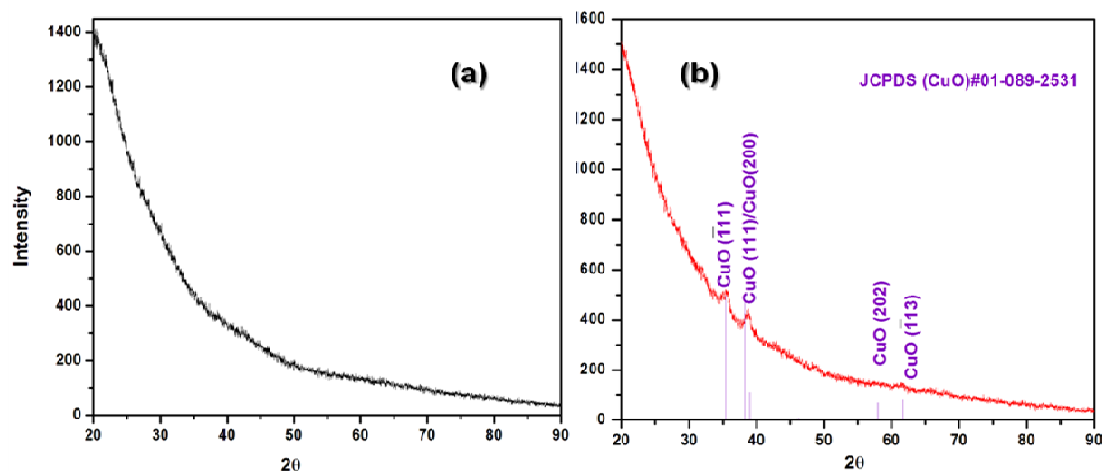 1400
1200
1000
800
600
400
200
0
Intensity
(a)
20 30 40 50 60 70 80 90
2θ
1600
1400
1200
1000
800
600
400
200
0
(b)
JCPDS (CuO)#01-089-2531
CuO (1̅11)
CuO (111)/CuO(200)
CuO (202)
CuO (1̅13)
20 30 40 50 60 70 80 90
2θ